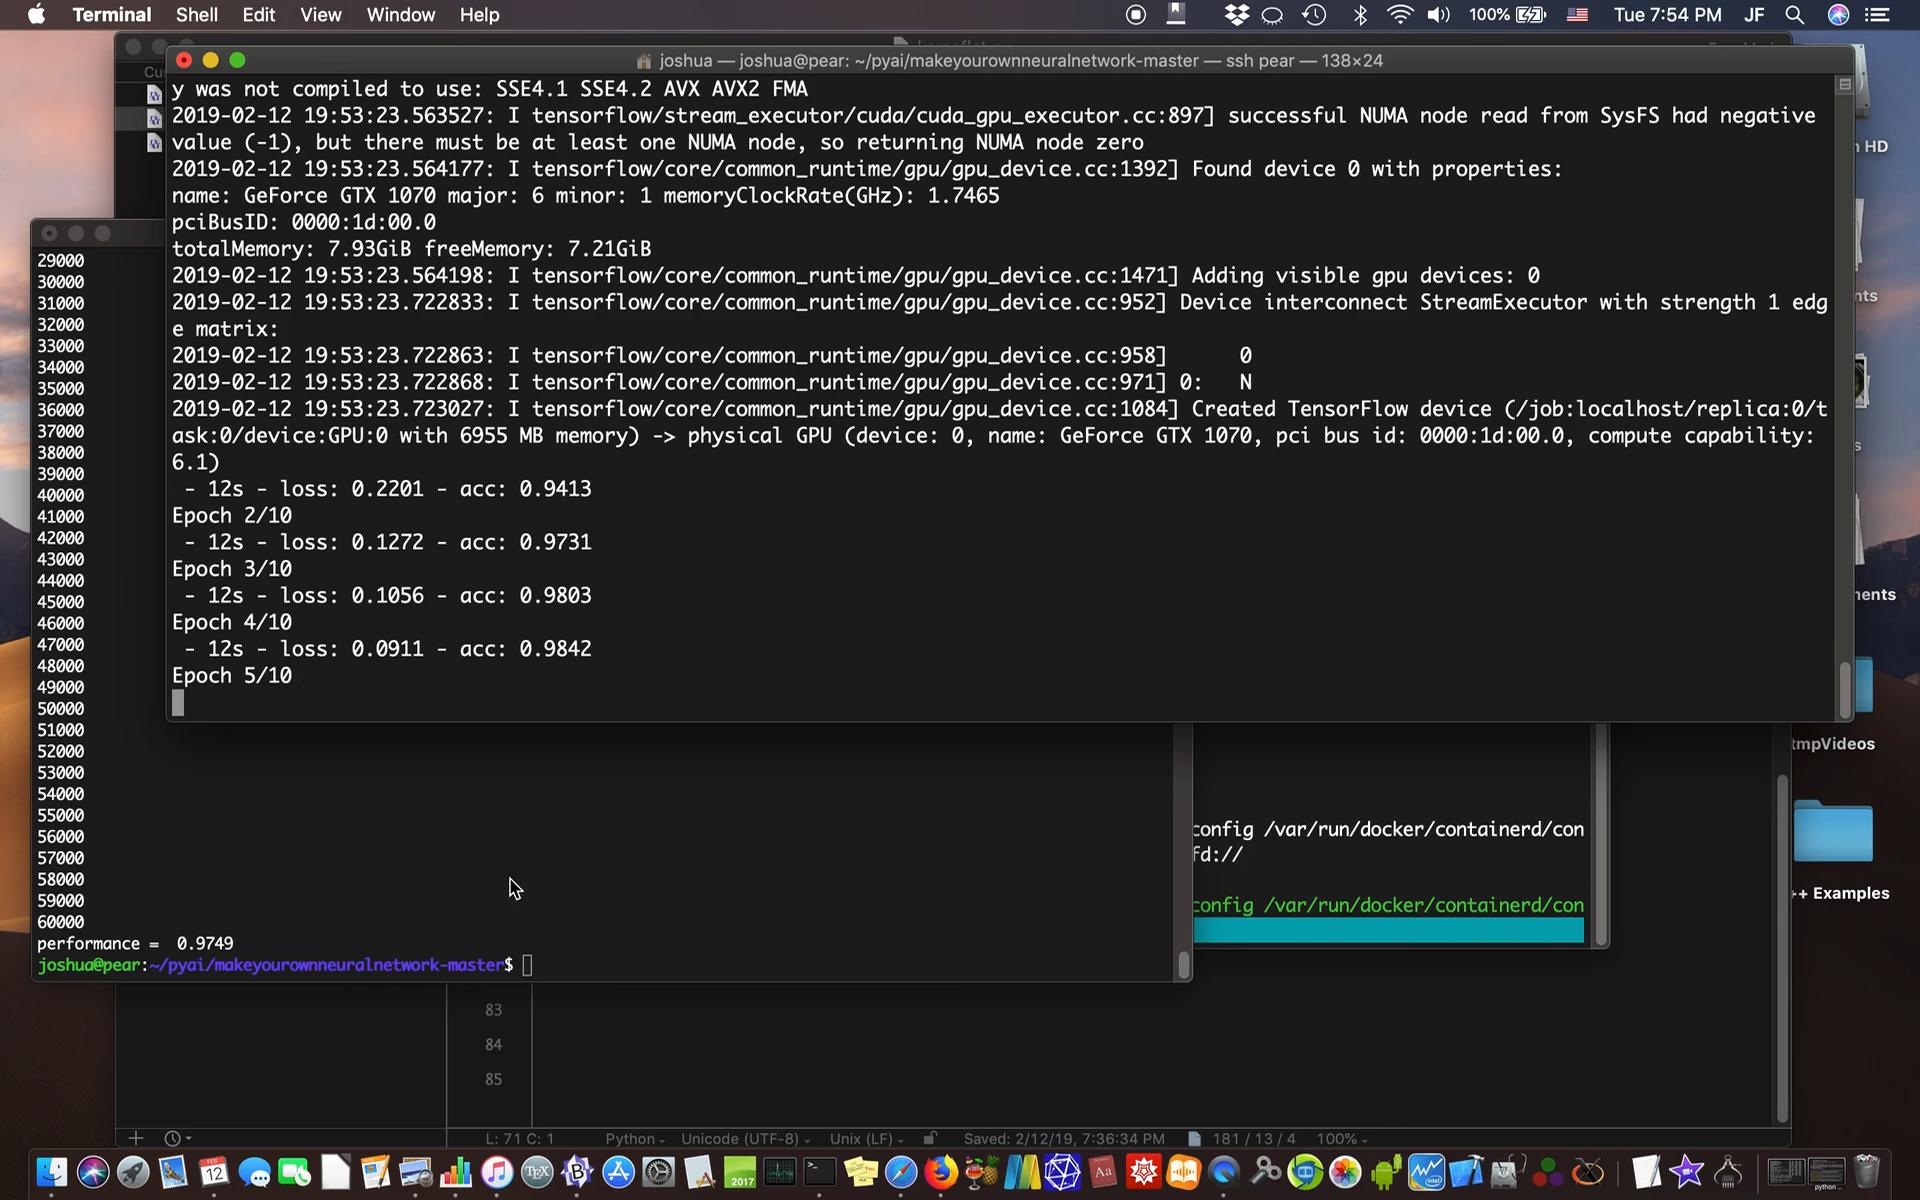 Terminal Shell Edit View Window Help
100% Tue 7:54 PM JF
joshua — joshua@pear: ~/pyai/makeyourownneuralnetwork-master — ssh pear — 138×24
y was not compiled to use: SSE4.1 SSE4.2 AVX AVX2 FMA
2019-02-12 19:53:23.563527: I tensorflow/stream_executor/cuda/cuda_gpu_executor.cc:897] successful NUMA node read from SysFS had negative
value (-1), but there must be at least one NUMA node, so returning NUMA node zero
2019-02-12 19:53:23.564177: I tensorflow/core/common_runtime/gpu/gpu_device.cc:1392] Found device 0 with properties:
name: GeForce GTX 1070 major: 6 minor: 1 memoryClockRate(GHz): 1.7465
pciBusID: 0000:1d:00.0
totalMemory: 7.93GiB freeMemory: 7.21GiB
2019-02-12 19:53:23.564198: I tensorflow/core/common_runtime/gpu/gpu_device.cc:1471] Adding visible gpu devices: 0
2019-02-12 19:53:23.722833: I tensorflow/core/common_runtime/gpu/gpu_device.cc:952] Device interconnect StreamExecutor with strength 1 edg
e matrix:
2019-02-12 19:53:23.722863: I tensorflow/core/common_runtime/gpu/gpu_device.cc:958] 0
2019-02-12 19:53:23.722868: I tensorflow/core/common_runtime/gpu/gpu_device.cc:971] 0: N
2019-02-12 19:53:23.723027: I tensorflow/core/common_runtime/gpu/gpu_device.cc:1084] Created TensorFlow device (/job:localhost/replica:0/t
ask:0/device:GPU:0 with 6955 MB memory) -> physical GPU (device: 0, name: GeForce GTX 1070, pci bus id: 0000:1d:00.0, compute capability:
6.1)
- 12s - loss: 0.2201 - acc: 0.9413
Epoch 2/10
- 12s - loss: 0.1272 - acc: 0.9731
Epoch 3/10
- 12s - loss: 0.1056 - acc: 0.9803
Epoch 4/10
- 12s - loss: 0.0911 - acc: 0.9842
Epoch 5/10
Cu
29000
30000
31000
32000
33000
34000
35000
36000
37000
38000
39000
40000
41000
42000
43000
44000
45000
46000
47000
48000
49000
50000
51000
52000
53000
54000
55000
56000
57000
58000
59000
60000
performance = 0.9749
joshua@pear:~/pyai/makeyourownneuralnetwork-master$
config /var/run/docker/containerd/con
fd://
config /var/run/docker/containerd/con
HD
nts
s
nents
tmpVideos
++ Examples
83
84
85
L: 71 C: 1 Python Unicode (UTF-8) Unix (LF) Saved: 2/12/19, 7:36:34 PM 181 / 13 / 4 100%
FEB
12
TEX
2017
Aa
intel
python